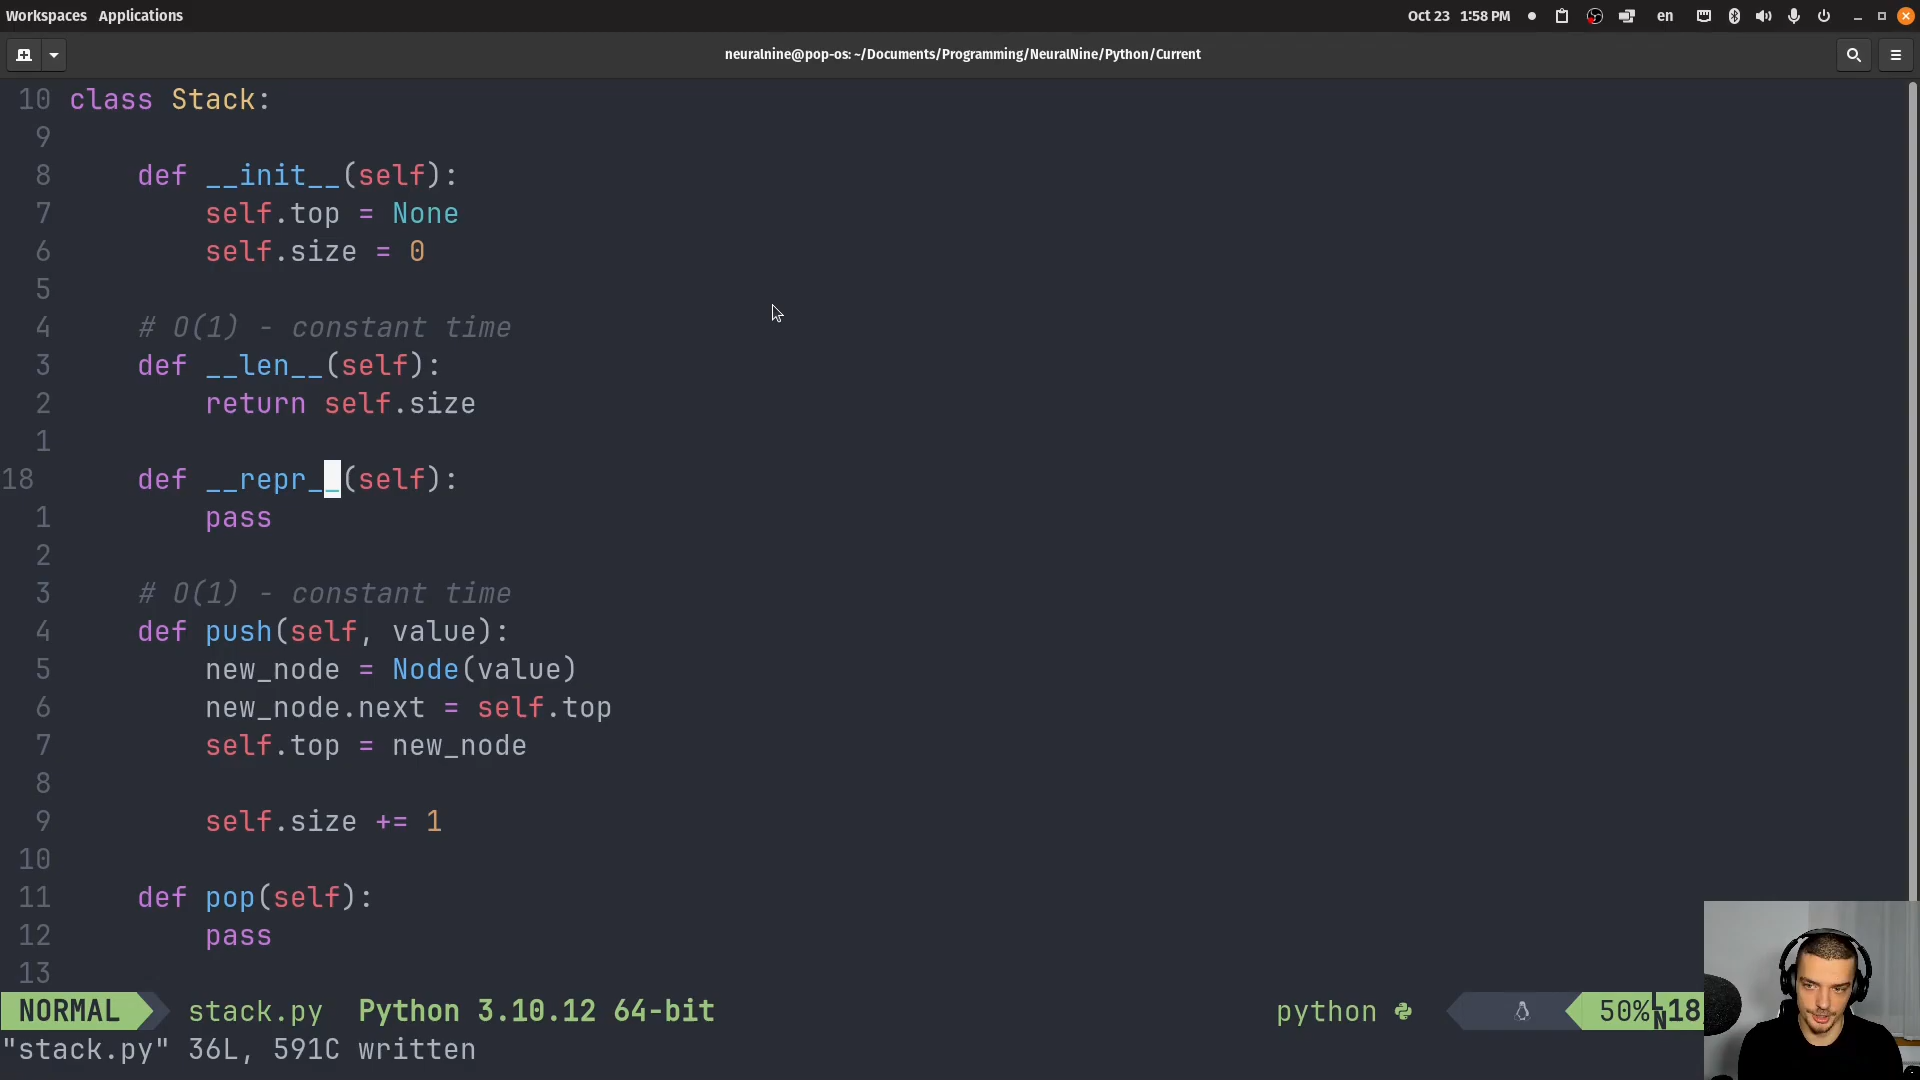 Workspaces Applications
Oct 23 1:58 PM en
neuralnine@pop-os: ~/Documents/Programming/NeuralNine/Python/Current
10 class Stack:
9
8 def __init__(self):
7 self.top = None
6 self.size = 0
5
4 # O(1) - constant time
3 def __len__(self):
2 return self.size
1
18 def __repr__(self):
1 pass
2
3 # O(1) - constant time
4 def push(self, value):
5 new_node = Node(value)
6 new_node.next = self.top
7 self.top = new_node
8
9 self.size += 1
10
11 def pop(self):
12 pass
13
NORMAL stack.py Python 3.10.12 64-bit python 50% LN 18
"stack.py" 36L, 591C written